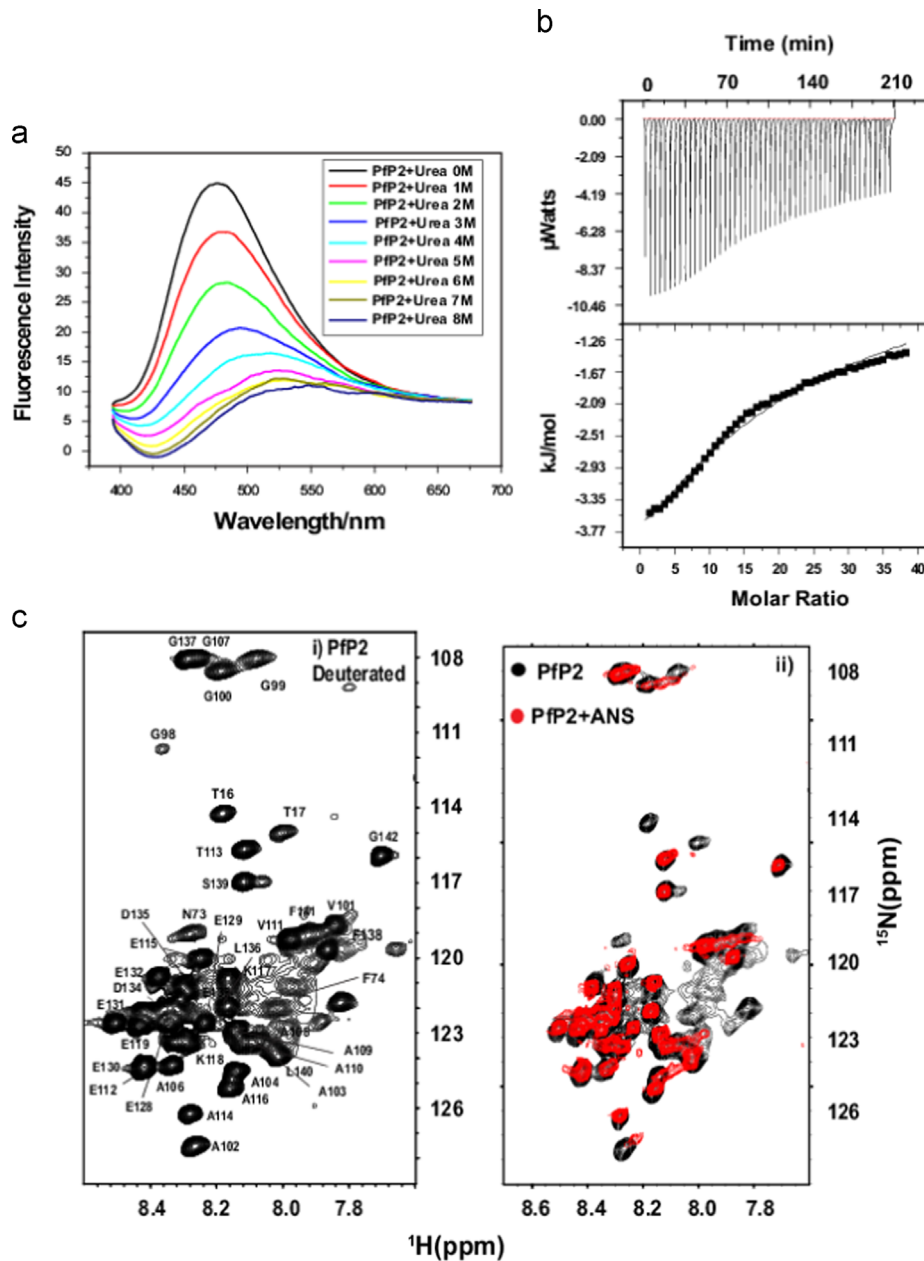 a
50
45
40
35
30
25
20
15
10
5
0
Fluorescence Intensity
400 450 500 550 600 650 700
Wavelength/nm
PfP2+Urea 0M
PfP2+Urea 1M
PfP2+Urea 2M
PfP2+Urea 3M
PfP2+Urea 4M
PfP2+Urea 5M
PfP2+Urea 6M
PfP2+Urea 7M
PfP2+Urea 8M
b
Time (min)
0 70 140 210
0.00
-2.09
-4.19
-6.28
-8.37
-10.46
µWatts
-1.26
-1.67
-2.09
-2.51
-2.93
-3.35
-3.77
kJ/mol
0 5 10 15 20 25 30 35 40
Molar Ratio
c
i) PfP2
Deuterated
G137 G107
G100 G99
G98
T16
T17
T113
G142
S139
D135
N73
E129
V111
F101
V101
E115
L136
F138
E132
K117
D134
F74
E131
E119
K118
A109
E130
A106
A104
L140
A110
A103
E112
E128
A116
A114
A102
108
111
114
117
120
123
126
8.4 8.2 8.0 7.8
ii)
PfP2
PfP2+ANS
108
111
114
117
120
123
126
¹⁵N(ppm)
8.6 8.4 8.2 8.0 7.8
¹H(ppm)